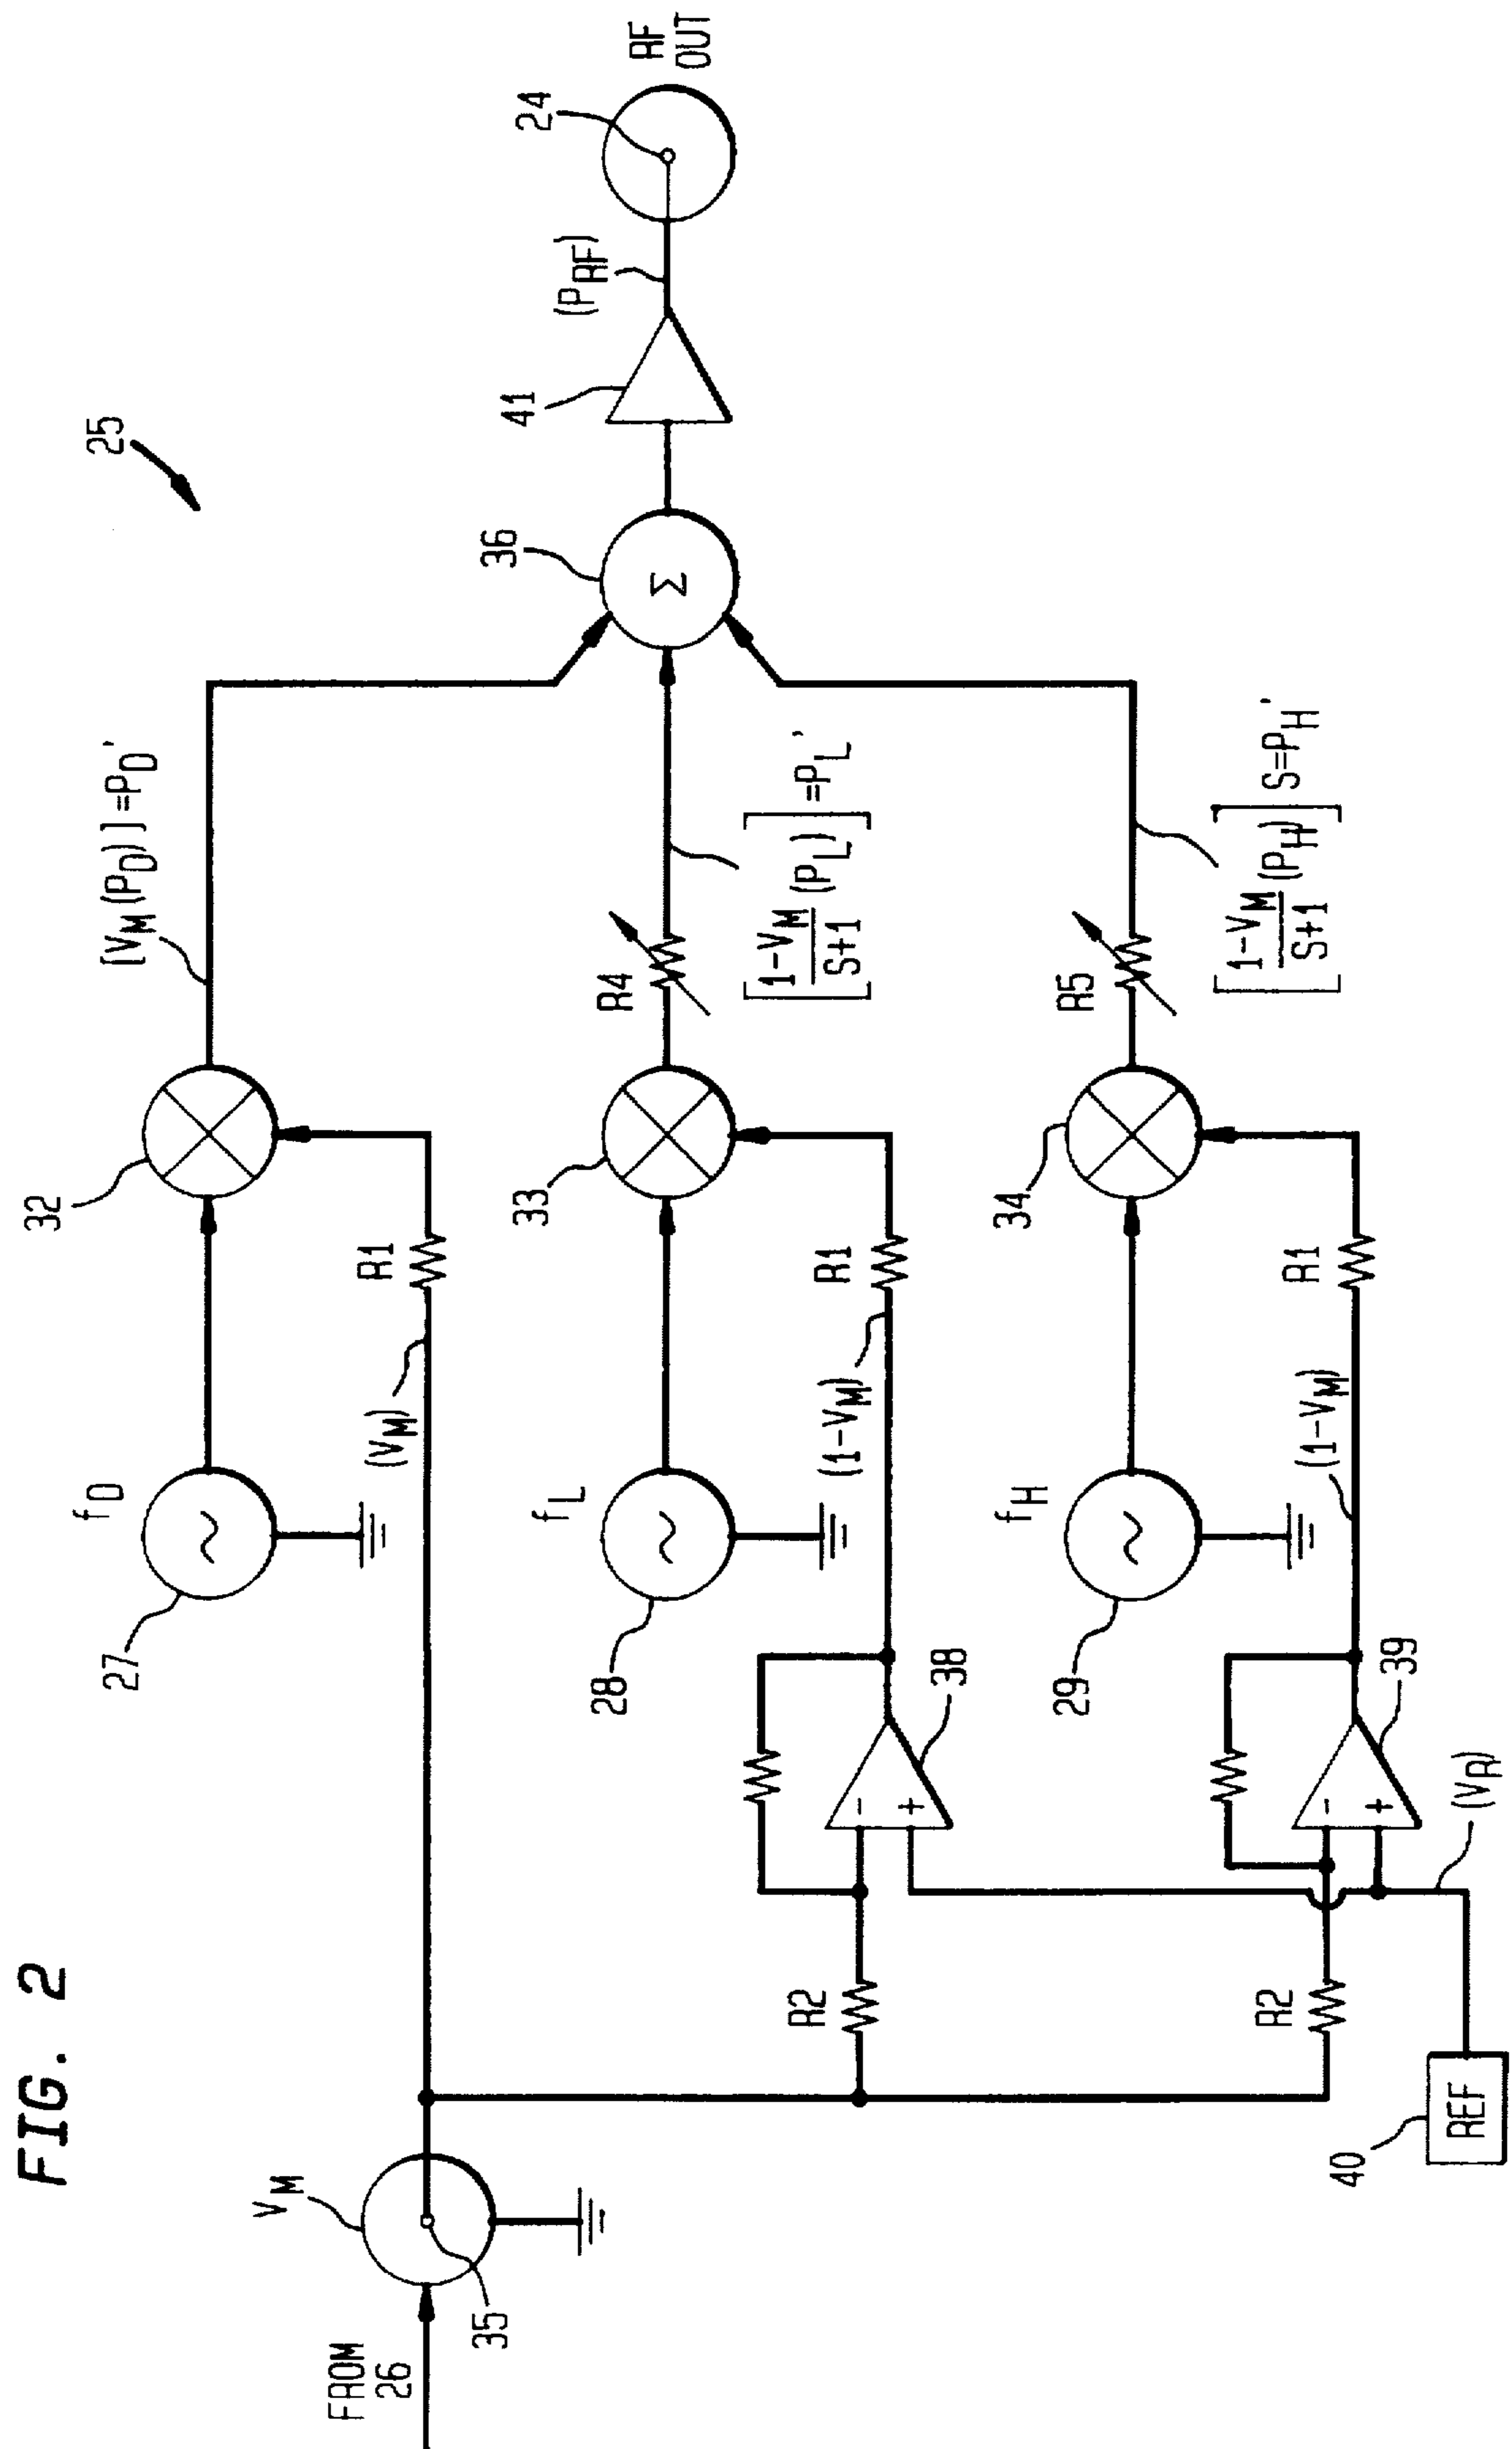 FIG. 2
25
27
f_D
32
[V_M(P_D)]=P_D'
(V_M)
R1
FROM
26
V_M
35
28
f_L
33
R4
36
Σ
41
(P_RF)
24
RF
OUT
[1-V_M/S+1 (P_L)]=P_L'
(1-V_M)
R1
R2
-
+
38
29
f_H
34
R5
[1-V_M/S+1 (P_H)] S=P_H'
(1-V_M)
R1
R2
-
+
39
(V_R)
40
REF